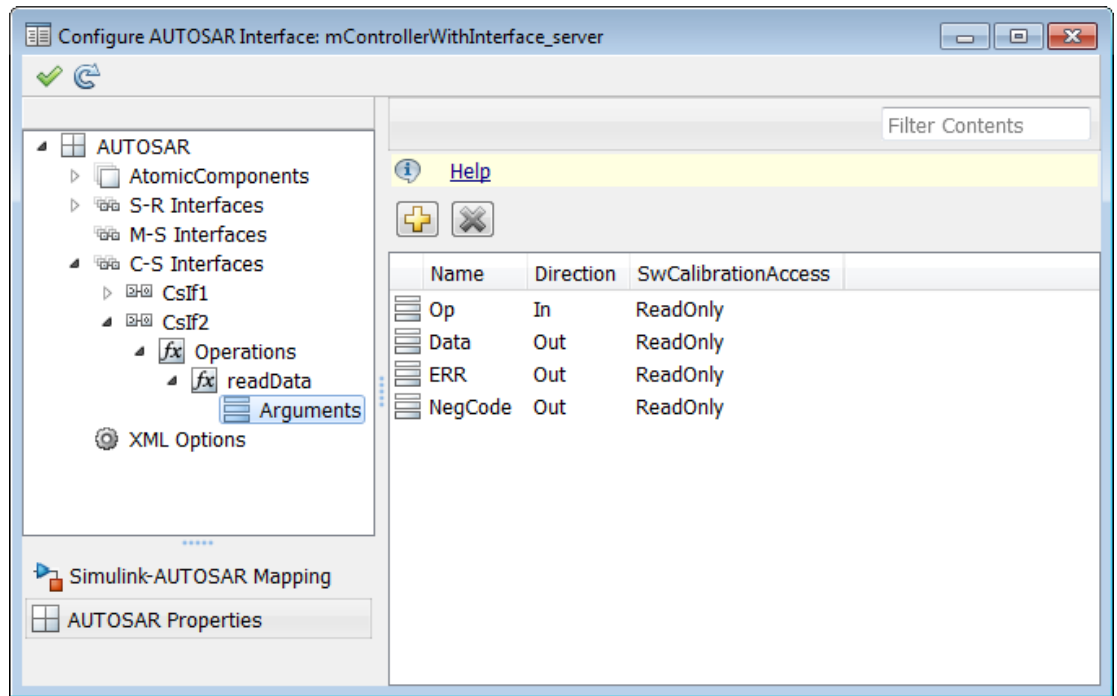 Configure AUTOSAR Interface: mControllerWithInterface_server
Filter Contents
AUTOSAR
AtomicComponents
S-R Interfaces
M-S Interfaces
C-S Interfaces
CsIf1
CsIf2
fx Operations
fx readData
Arguments
XML Options
Simulink-AUTOSAR Mapping
AUTOSAR Properties
Help
Name Direction SwCalibrationAccess
Op In ReadOnly
Data Out ReadOnly
ERR Out ReadOnly
NegCode Out ReadOnly